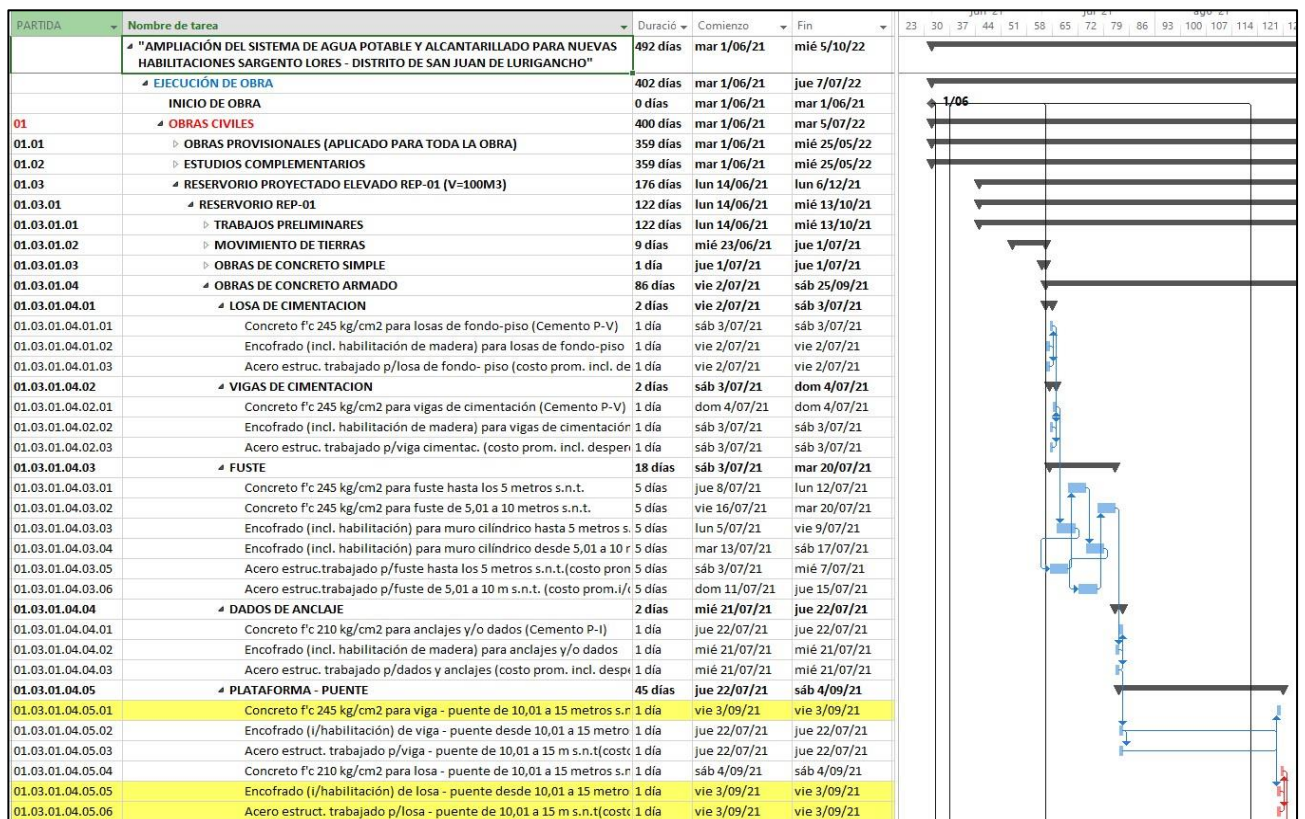 PARTIDA Nombre de tarea Duració Comienzo Fin 23 30 37 44 51 58 65 72 79 86 93 100 107 114 121
"AMPLIACIÓN DEL SISTEMA DE AGUA POTABLE Y ALCANTARILLADO PARA NUEVAS 492 días mar 1/06/21 mié 5/10/22
HABILITACIONES SARGENTO LORES - DISTRITO DE SAN JUAN DE LURIGANCHO"
EJECUCIÓN DE OBRA 402 días mar 1/06/21 jue 7/07/22
INICIO DE OBRA 0 días mar 1/06/21 mar 1/06/21 1/06
01 OBRAS CIVILES 400 días mar 1/06/21 mar 5/07/22
01.01 OBRAS PROVISIONALES (APLICADO PARA TODA LA OBRA) 359 días mar 1/06/21 mié 25/05/22
01.02 ESTUDIOS COMPLEMENTARIOS 359 días mar 1/06/21 mié 25/05/22
01.03 RESERVORIO PROYECTADO ELEVADO REP-01 (V=100M3) 176 días lun 14/06/21 lun 6/12/21
01.03.01 RESERVORIO REP-01 122 días lun 14/06/21 mié 13/10/21
01.03.01.01 TRABAJOS PRELIMINARES 122 días lun 14/06/21 mié 13/10/21
01.03.01.02 MOVIMIENTO DE TIERRAS 9 días mié 23/06/21 jue 1/07/21
01.03.01.03 OBRAS DE CONCRETO SIMPLE 1 día jue 1/07/21 jue 1/07/21
01.03.01.04 OBRAS DE CONCRETO ARMADO 86 días vie 2/07/21 sáb 25/09/21
01.03.01.04.01 LOSA DE CIMENTACION 2 días vie 2/07/21 sáb 3/07/21
01.03.01.04.01.01 Concreto f'c 245 kg/cm2 para losas de fondo-piso (Cemento P-V) 1 día sáb 3/07/21 sáb 3/07/21
01.03.01.04.01.02 Encofrado (incl. habilitación de madera) para losas de fondo-piso 1 día vie 2/07/21 vie 2/07/21
01.03.01.04.01.03 Acero estruc. trabajado p/losa de fondo- piso (costo prom. incl. de 1 día vie 2/07/21 vie 2/07/21
01.03.01.04.02 VIGAS DE CIMENTACION 2 días sáb 3/07/21 dom 4/07/21
01.03.01.04.02.01 Concreto f'c 245 kg/cm2 para vigas de cimentación (Cemento P-V) 1 día dom 4/07/21 dom 4/07/21
01.03.01.04.02.02 Encofrado (incl. habilitación de madera) para vigas de cimentación 1 día sáb 3/07/21 sáb 3/07/21
01.03.01.04.02.03 Acero estruc. trabajado p/viga cimentac. (costo prom. incl. desper 1 día sáb 3/07/21 sáb 3/07/21
01.03.01.04.03 FUSTE 18 días sáb 3/07/21 mar 20/07/21
01.03.01.04.03.01 Concreto f'c 245 kg/cm2 para fuste hasta los 5 metros s.n.t. 5 días jue 8/07/21 lun 12/07/21
01.03.01.04.03.02 Concreto f'c 245 kg/cm2 para fuste de 5,01 a 10 metros s.n.t. 5 días vie 16/07/21 mar 20/07/21
01.03.01.04.03.03 Encofrado (incl. habilitación) para muro cilíndrico hasta 5 metros s. 5 días lun 5/07/21 vie 9/07/21
01.03.01.04.03.04 Encofrado (incl. habilitación) para muro cilíndrico desde 5,01 a 10 5 días mar 13/07/21 sáb 17/07/21
01.03.01.04.03.05 Acero estruc.trabajado p/fuste hasta los 5 metros s.n.t.(costo pron 5 días sáb 3/07/21 mié 7/07/21
01.03.01.04.03.06 Acero estruc.trabajado p/fuste de 5,01 a 10 m s.n.t. (costo prom.i/ 5 días dom 11/07/21 jue 15/07/21
01.03.01.04.04 DADOS DE ANCLAJE 2 días mié 21/07/21 jue 22/07/21
01.03.01.04.04.01 Concreto f'c 210 kg/cm2 para anclajes y/o dados (Cemento P-I) 1 día jue 22/07/21 jue 22/07/21
01.03.01.04.04.02 Encofrado (incl. habilitación de madera) para anclajes y/o dados 1 día mié 21/07/21 mié 21/07/21
01.03.01.04.04.03 Acero estruc. trabajado p/dados y anclajes (costo prom. incl. desp 1 día mié 21/07/21 mié 21/07/21
01.03.01.04.05 PLATAFORMA - PUENTE 45 días jue 22/07/21 sáb 4/09/21
01.03.01.04.05.01 Concreto f'c 245 kg/cm2 para viga - puente de 10,01 a 15 metros s.n 1 día vie 3/09/21 vie 3/09/21
01.03.01.04.05.02 Encofrado (i/habilitación) de viga - puente desde 10,01 a 15 metro 1 día jue 22/07/21 jue 22/07/21
01.03.01.04.05.03 Acero estruct. trabajado p/viga - puente de 10,01 a 15 m s.n.t(costo 1 día jue 22/07/21 jue 22/07/21
01.03.01.04.05.04 Concreto f'c 210 kg/cm2 para losa - puente de 10,01 a 15 metros s.n 1 día sáb 4/09/21 sáb 4/09/21
01.03.01.04.05.05 Encofrado (i/habilitación) de losa - puente desde 10,01 a 15 metro 1 día vie 3/09/21 vie 3/09/21
01.03.01.04.05.06 Acero estruct. trabajado p/losa - puente de 10,01 a 15 m s.n.t(costo 1 día vie 3/09/21 vie 3/09/21